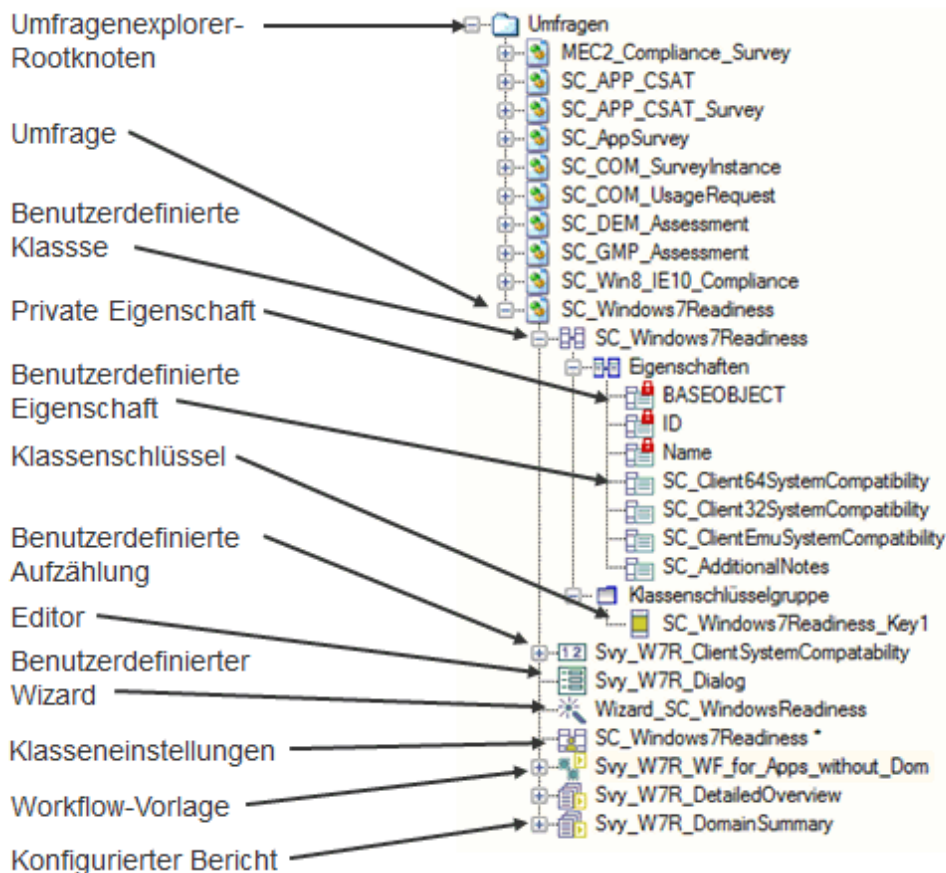 Umfragenexplorer-
Rootknoten
Umfrage
Benutzerdefinierte
Klassse
Private Eigenschaft
Benutzerdefinierte
Eigenschaft
Klassenschlüssel
Benutzerdefinierte
Aufzählung
Editor
Benutzerdefinierter
Wizard
Klasseneinstellungen
Workflow-Vorlage
Konfigurierter Bericht
Umfragen
MEC2_Compliance_Survey
SC_APP_CSAT
SC_APP_CSAT_Survey
SC_AppSurvey
SC_COM_SurveyInstance
SC_COM_UsageRequest
SC_DEM_Assessment
SC_GMP_Assessment
SC_Win8_IE10_Compliance
SC_Windows7Readiness
SC_Windows7Readiness
Eigenschaften
BASEOBJECT
ID
Name
SC_Client64SystemCompatibility
SC_Client32SystemCompatibility
SC_ClientEmuSystemCompatibility
SC_AdditionalNotes
Klassenschlüsselgruppe
SC_Windows7Readiness_Key1
Svy_W7R_ClientSystemCompatability
Svy_W7R_Dialog
Wizard_SC_WindowsReadiness
SC_Windows7Readiness *
Svy_W7R_WF_for_Apps_without_Dom
Svy_W7R_DetailedOverview
Svy_W7R_DomainSummary